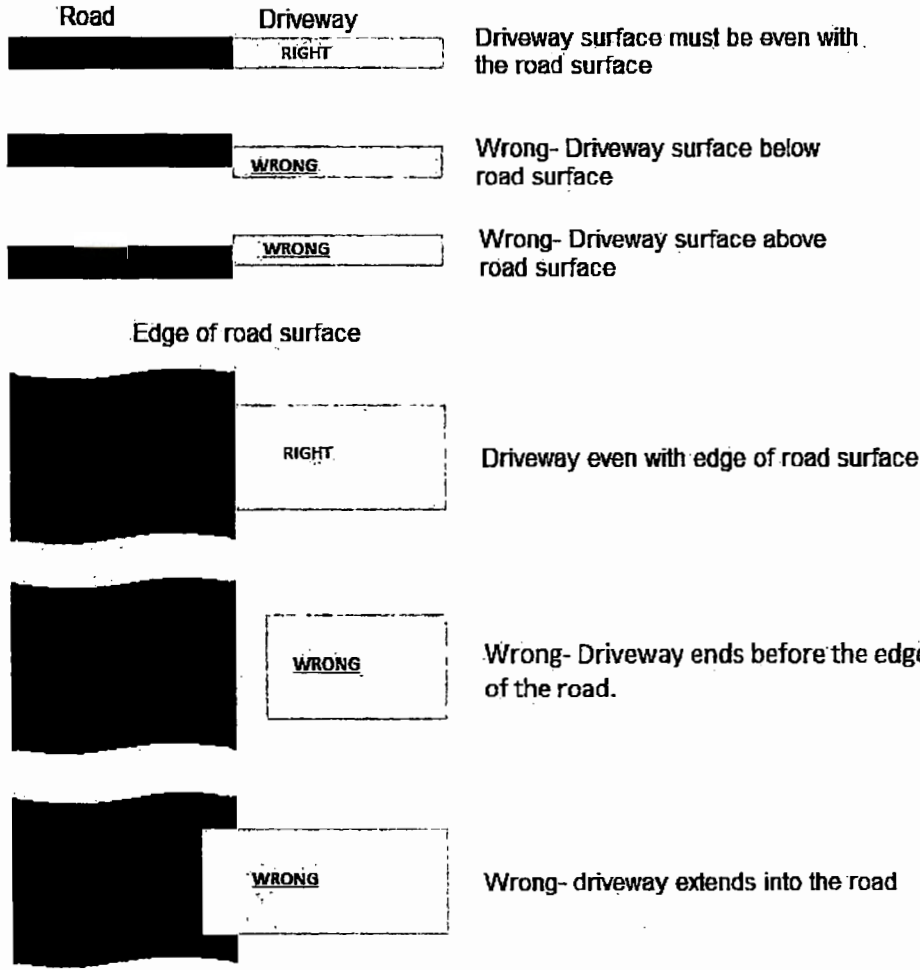 Road Driveway
RIGHT
Driveway surface must be even with
the road surface
WRONG
Wrong- Driveway surface below
road surface
WRONG
Wrong- Driveway surface above
road surface
Edge of road surface
RIGHT
Driveway even with edge of road surface
WRONG
Wrong- Driveway ends before the edge
of the road.
WRONG
Wrong- driveway extends into the road